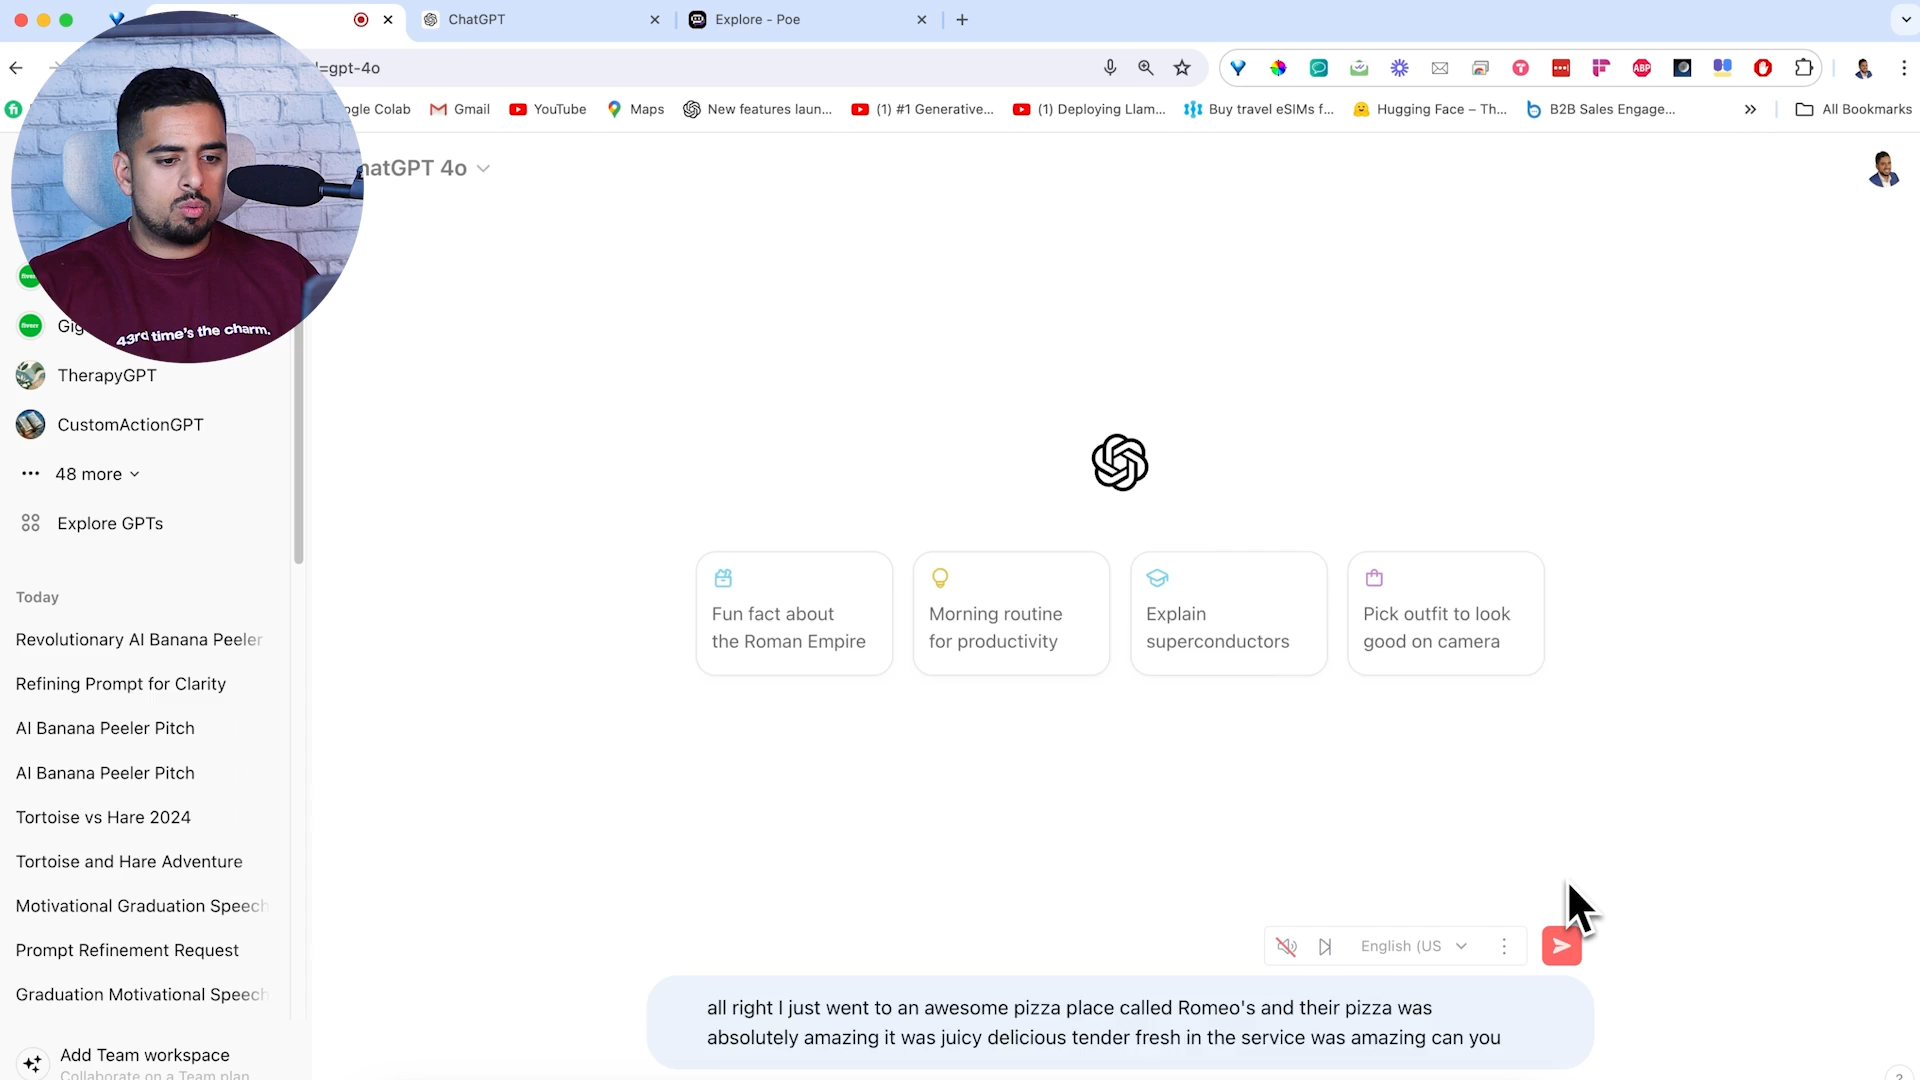 ChatGPT
Explore - Poe
l=gpt-4o
ogle Colab
Gmail
YouTube
Maps
New features laun...
(1) #1 Generative...
(1) Deploying Llam...
Buy travel eSIMs f...
Hugging Face – Th...
B2B Sales Engage...
All Bookmarks
hatGPT 4o
43rd time's the charm.
Gig
TherapyGPT
CustomActionGPT
48 more
Explore GPTs
Today
Revolutionary AI Banana Peeler
Refining Prompt for Clarity
AI Banana Peeler Pitch
AI Banana Peeler Pitch
Tortoise vs Hare 2024
Tortoise and Hare Adventure
Motivational Graduation Speech
Prompt Refinement Request
Graduation Motivational Speech
Add Team workspace
Collaborate on a Team plan
Fun fact about
the Roman Empire
Morning routine
for productivity
Explain
superconductors
Pick outfit to look
good on camera
English (US
all right I just went to an awesome pizza place called Romeo's and their pizza was
absolutely amazing it was juicy delicious tender fresh in the service was amazing can you